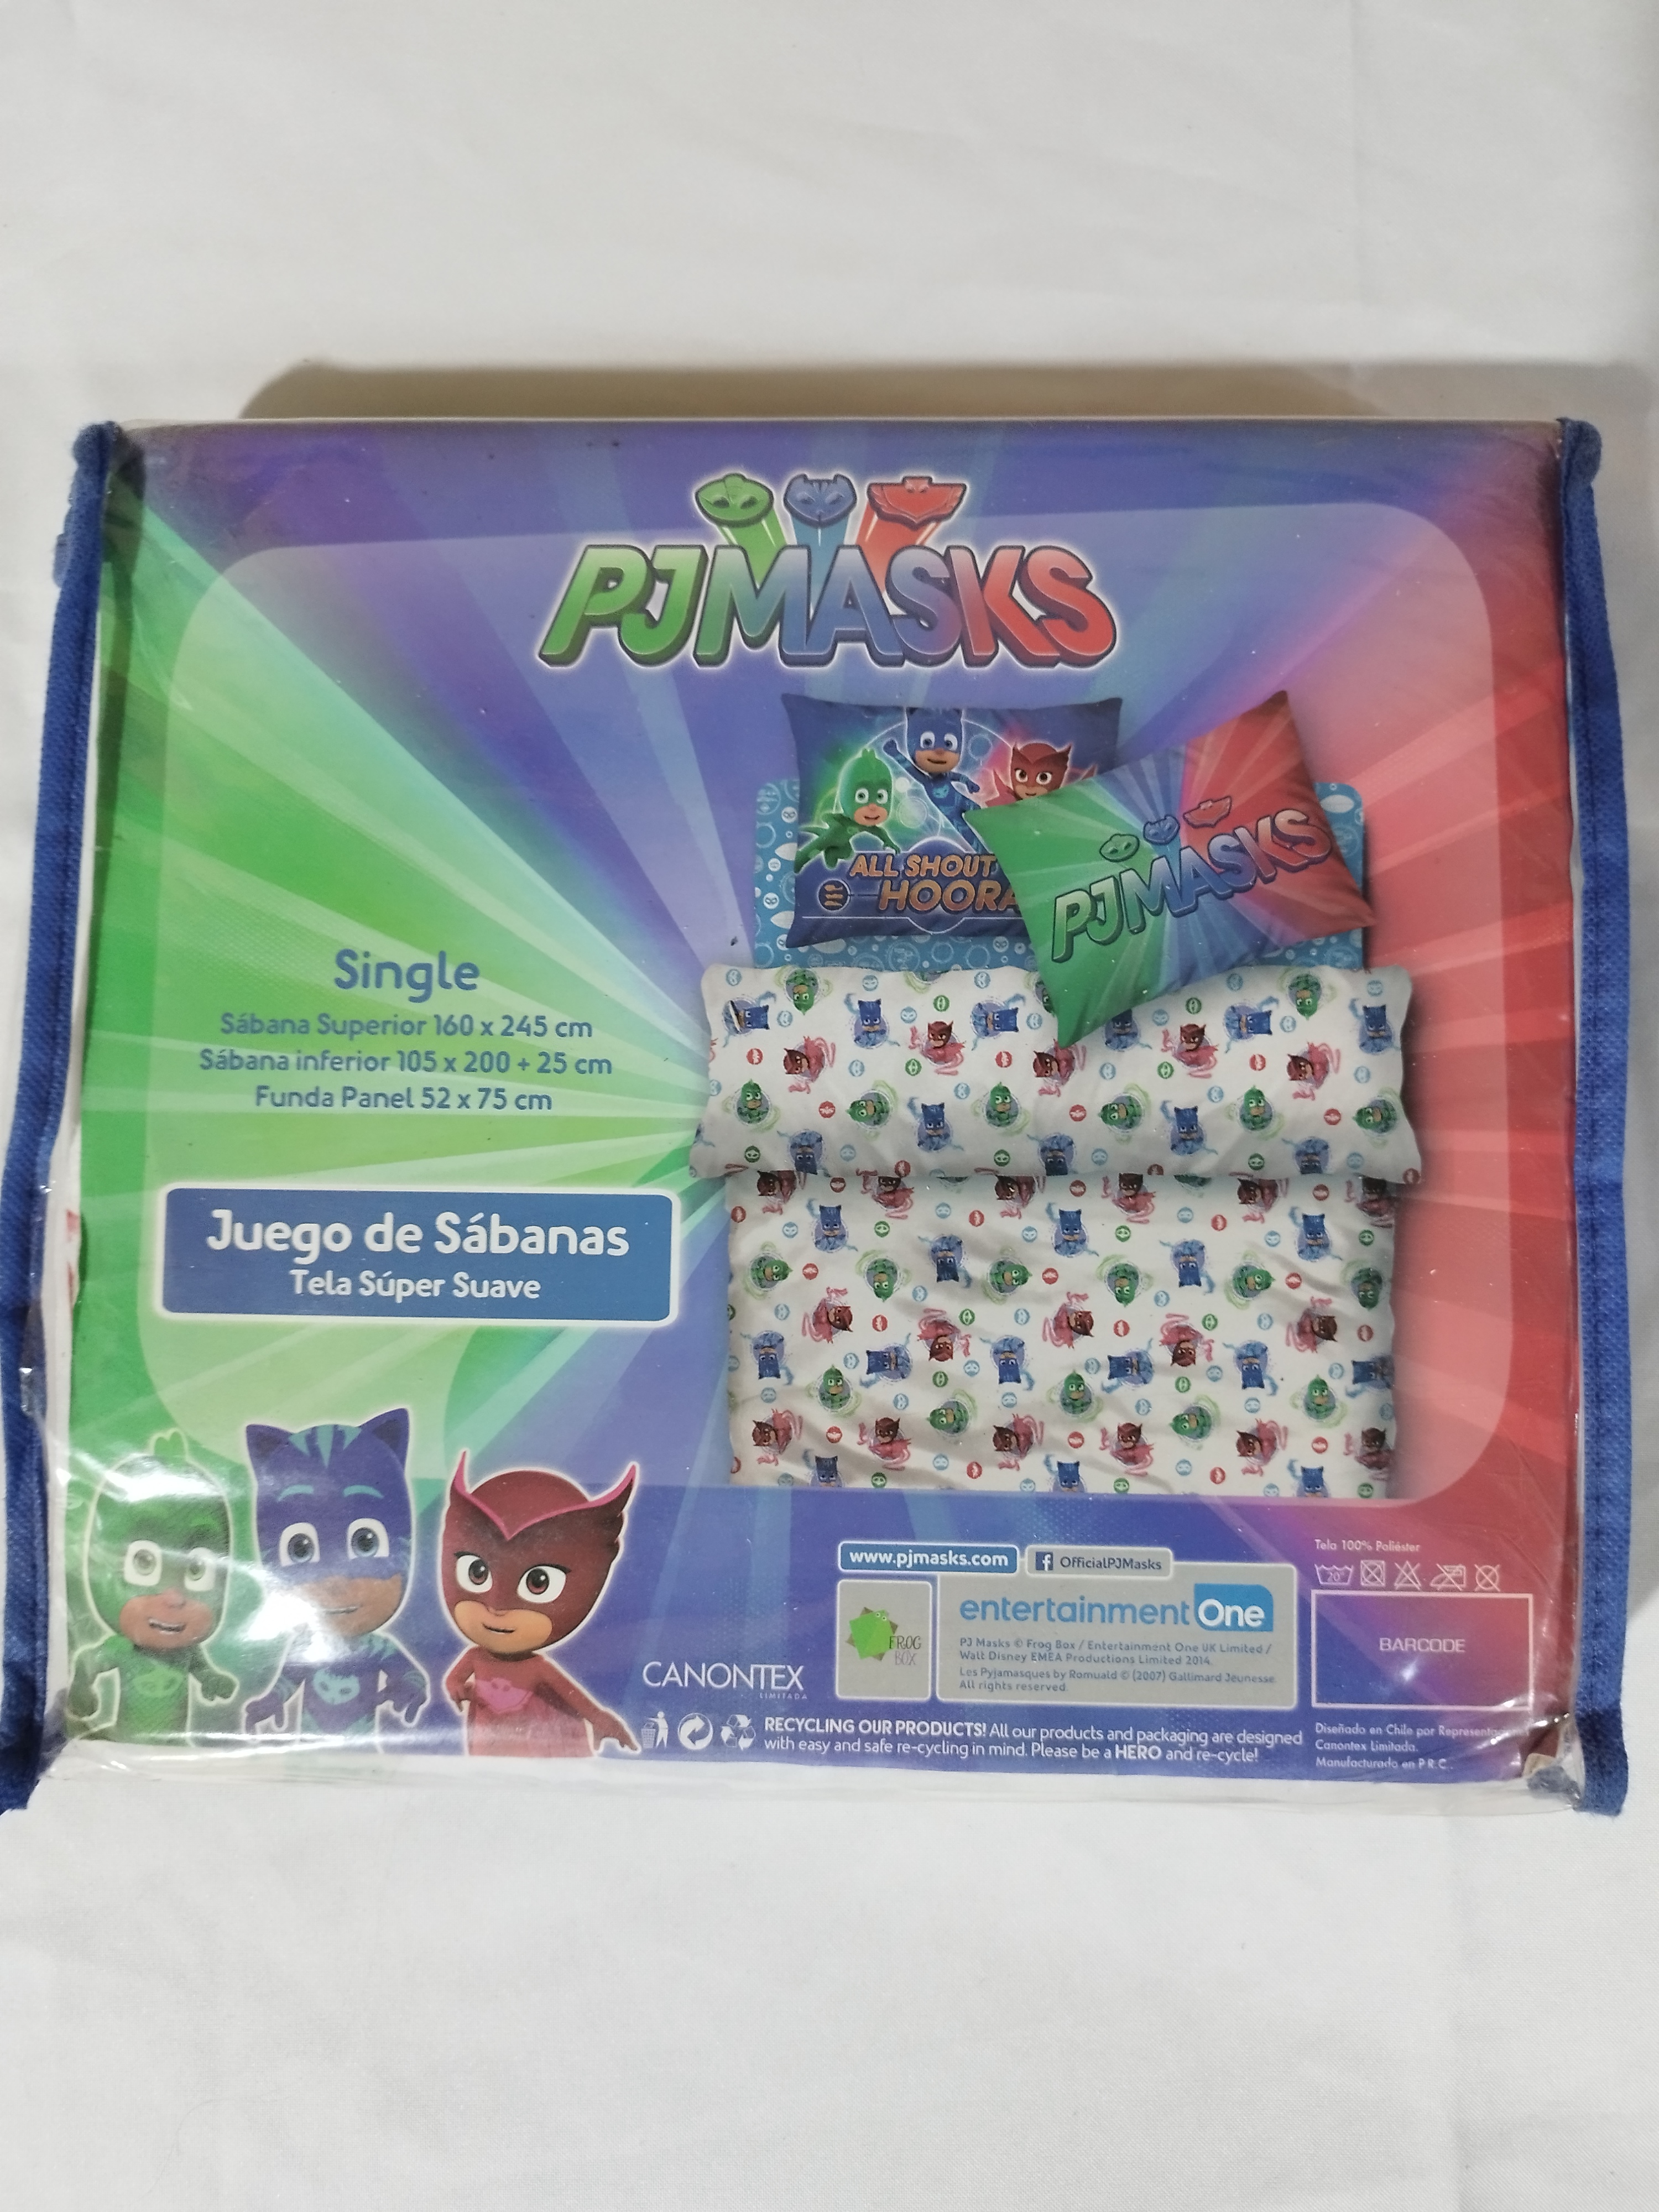 PJMASKS
ALL SHOUT
PJMASKS
Single
Sábana Superior 160 x 245 cm
Sábana inferior 105 x 200 + 25 cm
Funda Panel 52 x 75 cm
Juego de Sábanas
Tela Súper Suave
www.pjmasks.com
f OfficialPJMasks
FROG
BOX
entertainment One
PJ Masks © Frog Box / Entertainment One UK Limited /
Walt Disney EMEA Productions Limited 2014.
Les Pyjamasques by Romuald © (2007) Gallimard Jeunesse
All rights reserved
Tela 100% Poliéster
20°
BARCODE
CANONTEX
LIMITADA
RECYCLING OUR PRODUCTS! All our products and packaging are designed
with easy and safe re-cycling in mind. Please be a HERO and re-cycle!
Diseñado en Chile por
Canontex Limitada.
Manufacturado en P.R.C.